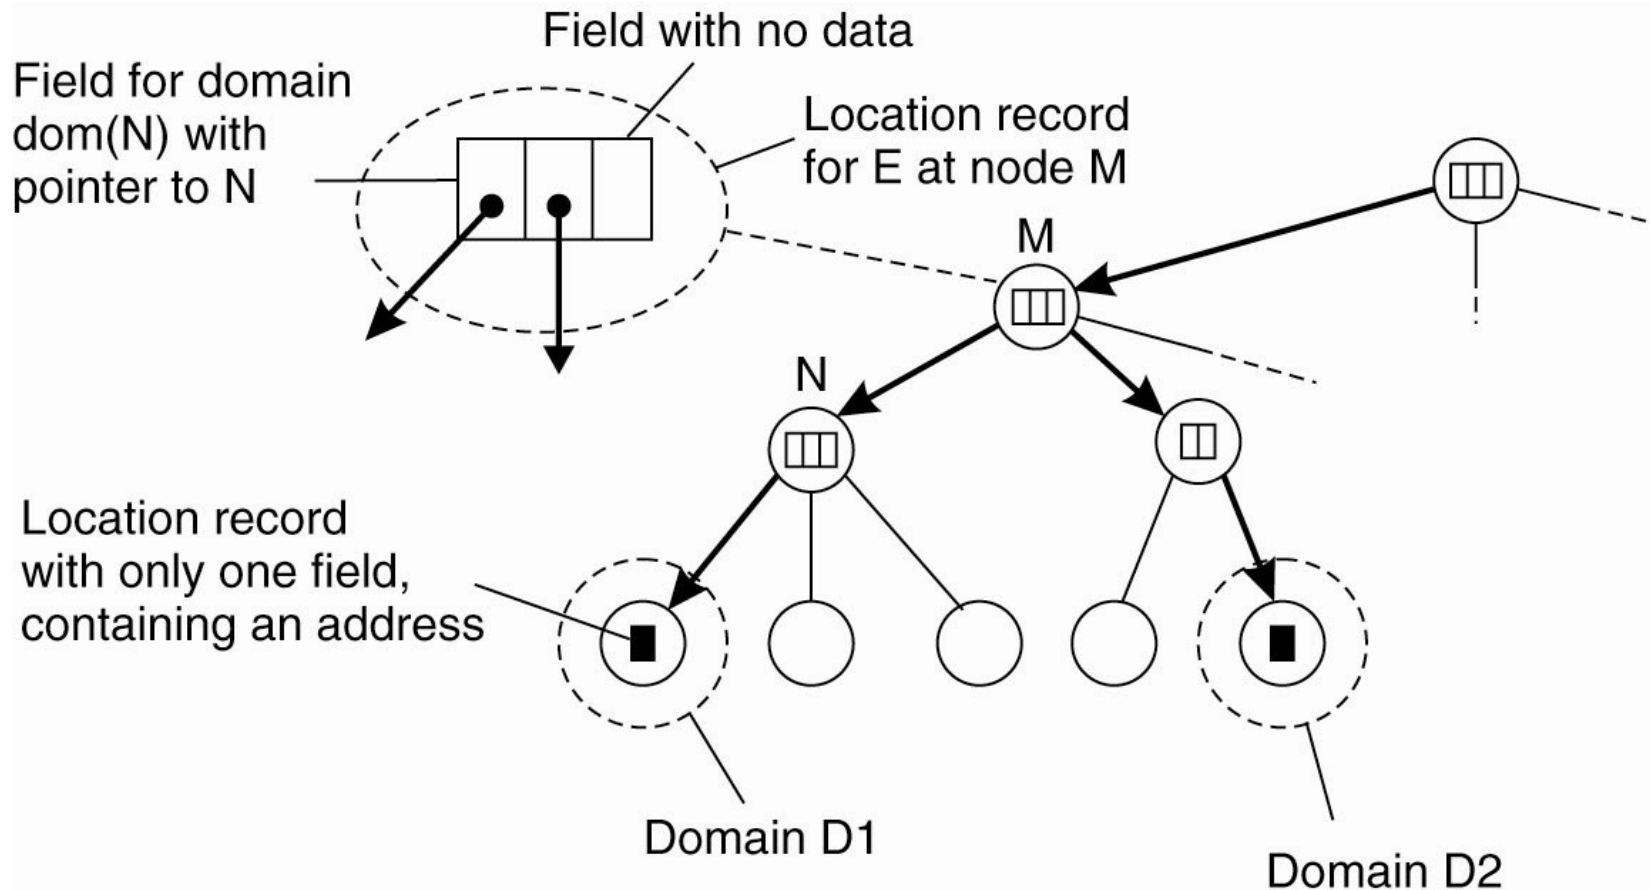 Field with no data
Field for domain
dom(N) with
pointer to N
Location record
for E at node M
M
N
Location record
with only one field,
containing an address
Domain D1
Domain D2